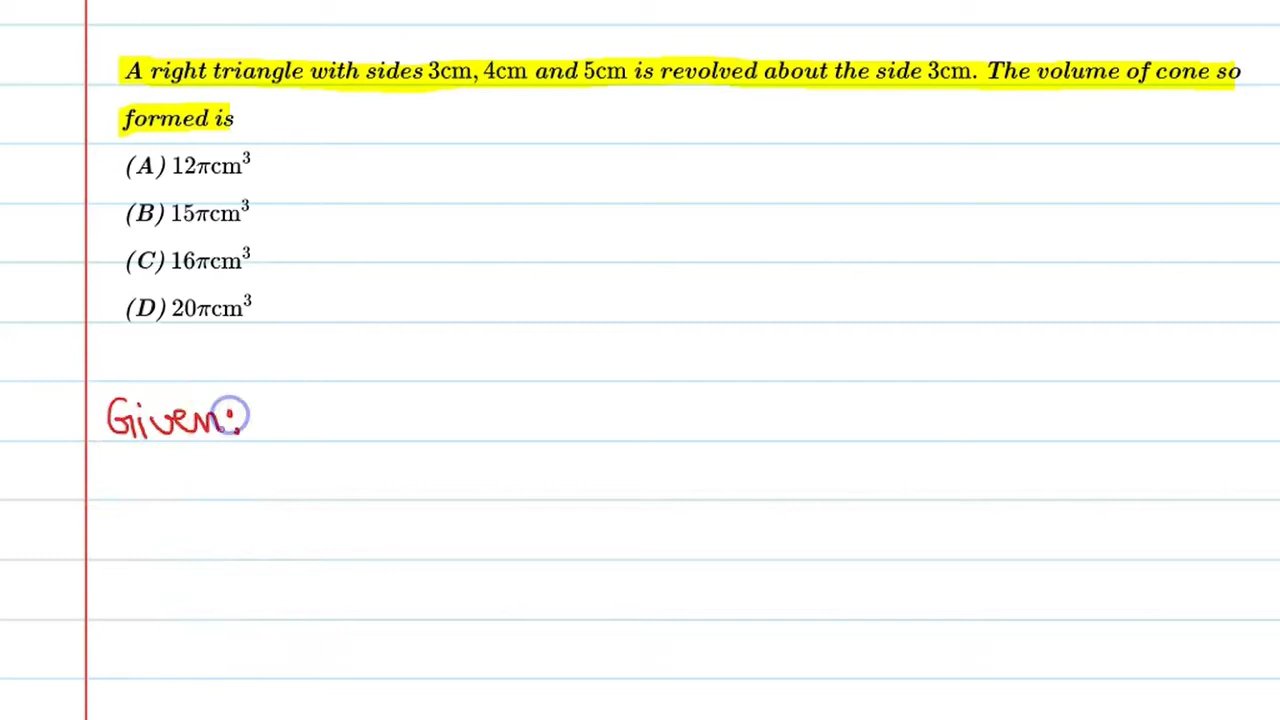 A right triangle with sides 3cm, 4cm and 5cm is revolved about the side 3cm. The volume of cone so
formed is
(A) 12πcm³
(B) 15πcm³
(C) 16πcm³
(D) 20πcm³
Given: